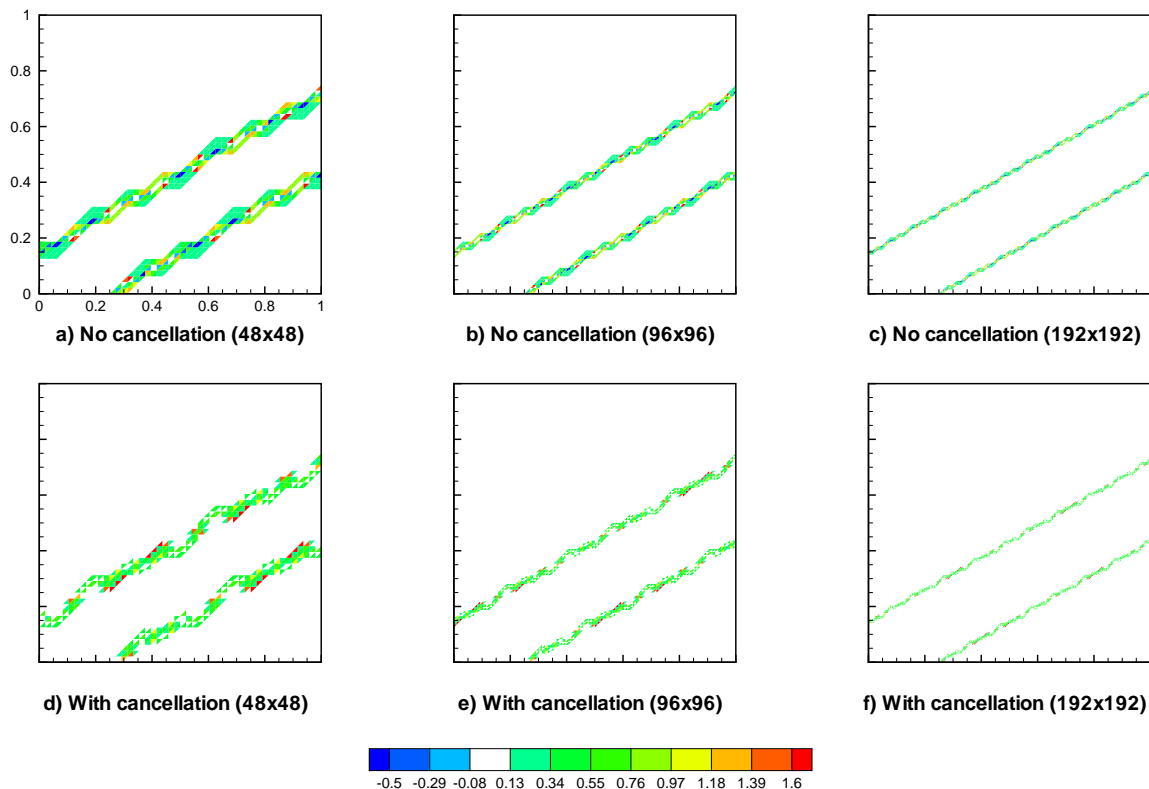 1
0.8
0.6
0.4
0.2
0
0 0.2 0.4 0.6 0.8 1
a) No cancellation (48x48)
b) No cancellation (96x96)
c) No cancellation (192x192)
d) With cancellation (48x48)
e) With cancellation (96x96)
f) With cancellation (192x192)
-0.5 -0.29 -0.08 0.13 0.34 0.55 0.76 0.97 1.18 1.39 1.6